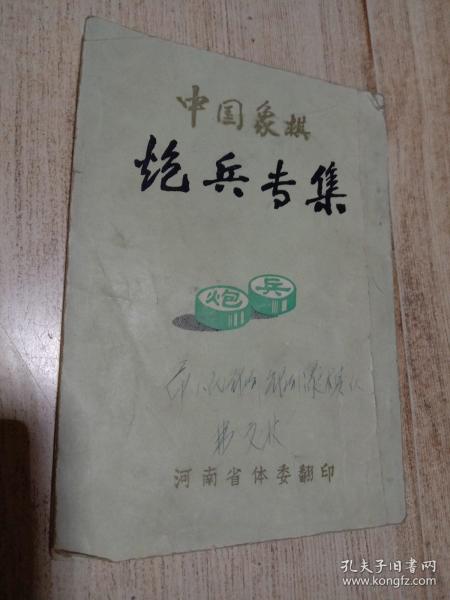 中国象棋
炮兵专集
炮 兵
河南省体委翻印
孔夫子旧书网
www.kongfz.com